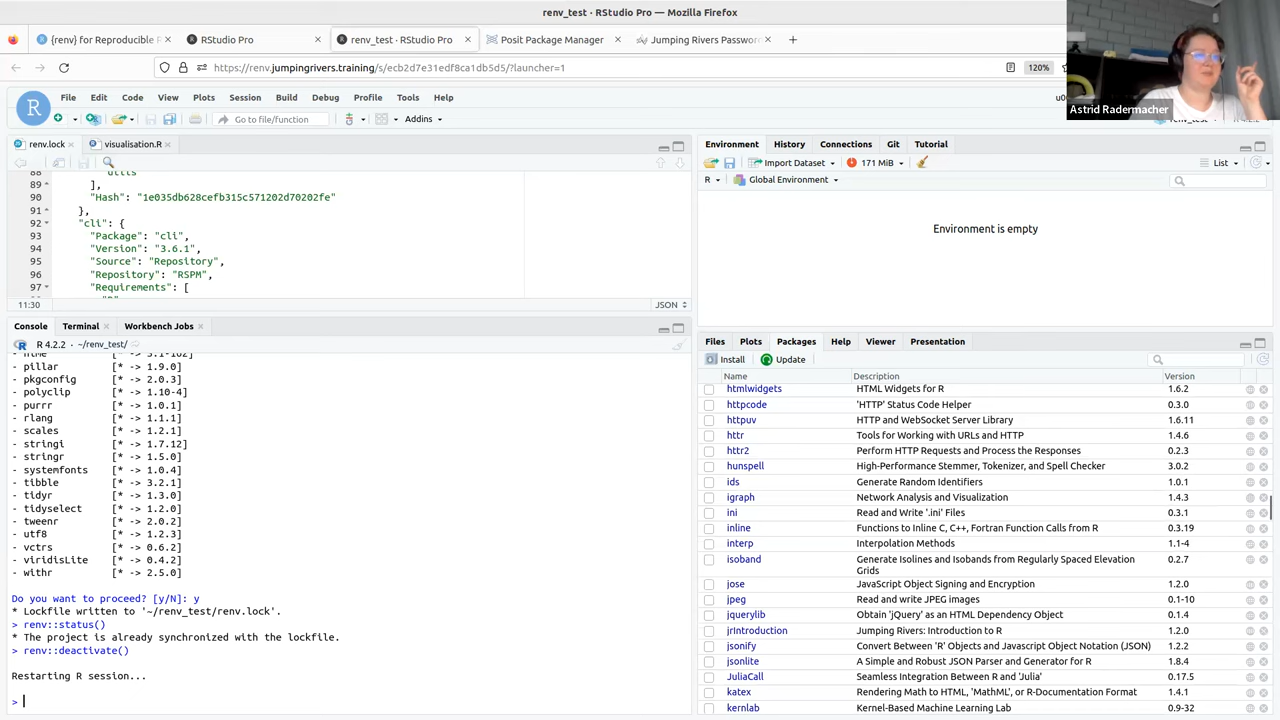 renv_test · RStudio Pro — Mozilla Firefox
{renv} for Reproducible R
RStudio Pro
renv_test · RStudio Pro
Posit Package Manager
Jumping Rivers Passwor
https://renv.jumpingrivers.training/s/ecb2d7e31edf8ca1db5d5/?launcher=1
120%
Astrid Radermacher
R
File Edit Code View Plots Session Build Debug Profile Tools Help
Go to file/function
Addins
renv.lock
visualisation.R
89 ],
90 "Hash": "1e035db628cefb315c571202d70202fe"
91 },
92 "cli": {
93 "Package": "cli",
94 "Version": "3.6.1",
95 "Source": "Repository",
96 "Repository": "RSPM",
97 "Requirements": [
11:30
JSON
Console Terminal Workbench Jobs
R 4.2.2 · ~/renv_test/
- pillar [* -> 1.9.0]
- pkgconfig [* -> 2.0.3]
- polyclip [* -> 1.10-4]
- purrr [* -> 1.0.1]
- rlang [* -> 1.1.1]
- scales [* -> 1.2.1]
- stringi [* -> 1.7.12]
- stringr [* -> 1.5.0]
- systemfonts [* -> 1.0.4]
- tibble [* -> 3.2.1]
- tidyr [* -> 1.3.0]
- tidyselect [* -> 1.2.0]
- tweenr [* -> 2.0.2]
- utf8 [* -> 1.2.3]
- vctrs [* -> 0.6.2]
- viridisLite [* -> 0.4.2]
- withr [* -> 2.5.0]
Do you want to proceed? [y/N]: y
* Lockfile written to '~/renv_test/renv.lock'.
> renv::status()
* The project is already synchronized with the lockfile.
> renv::deactivate()
Restarting R session...
>
Environment History Connections Git Tutorial
Import Dataset
171 MiB
List
R
Global Environment
Environment is empty
Files Plots Packages Help Viewer Presentation
Install
Update
Name Description Version
htmlwidgets HTML Widgets for R 1.6.2
httpcode 'HTTP' Status Code Helper 0.3.0
httpuv HTTP and WebSocket Server Library 1.6.11
httr Tools for Working with URLs and HTTP 1.4.6
httr2 Perform HTTP Requests and Process the Responses 0.2.3
hunspell High-Performance Stemmer, Tokenizer, and Spell Checker 3.0.2
ids Generate Random Identifiers 1.0.1
igraph Network Analysis and Visualization 1.4.3
ini Read and Write '.ini' Files 0.3.1
inline Functions to Inline C, C++, Fortran Function Calls from R 0.3.19
interp Interpolation Methods 1.1-4
isoband Generate Isolines and Isobands from Regularly Spaced Elevation 0.2.7
Grids
jose JavaScript Object Signing and Encryption 1.2.0
jpeg Read and write JPEG images 0.1-10
jquerylib Obtain 'jQuery' as an HTML Dependency Object 0.1.4
jrIntroduction Jumping Rivers: Introduction to R 1.2.0
jsonify Convert Between 'R' Objects and Javascript Object Notation (JSON) 1.2.2
jsonlite A Simple and Robust JSON Parser and Generator for R 1.8.4
JuliaCall Seamless Integration Between R and 'Julia' 0.17.5
katex Rendering Math to HTML, 'MathML', or R-Documentation Format 1.4.1
kernlab Kernel-Based Machine Learning Lab 0.9-32